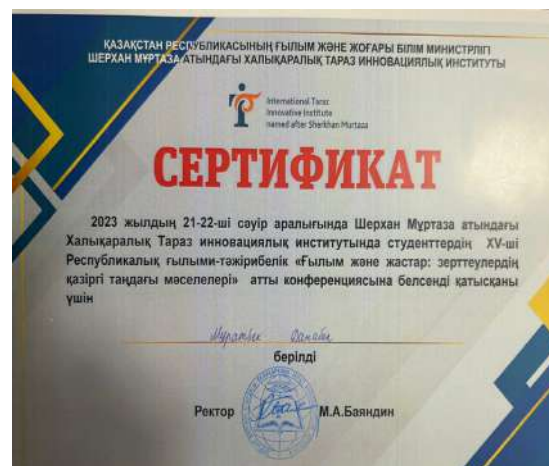 ҚАЗАҚСТАН РЕСПУБЛИКАСЫНЫҢ ҒЫЛЫМ ЖӘНЕ ЖОҒАРЫ БІЛІМ МИНИСТРЛІГІ
ШЕРХАН МҰРТАЗА АТЫНДАҒЫ ХАЛЫҚАРАЛЫҚ ТАРАЗ ИННОВАЦИЯЛЫҚ ИНСТИТУТЫ
International Taraz
Innovative Institute
named after Sherkhan Murtaza
СЕРТИФИКАТ
2023 жылдың 21-22-ші сәуір аралығында Шерхан Мұртаза атындағы
Халықаралық Тараз инновациялық институтында студенттердің XV-ші
Республикалық ғылыми-тәжірибелік «Ғылым және жастар: зерттеулердің
қазіргі таңдағы мәселелері» атты конференциясына белсенді қатысқаны
үшін
Мұратбек
берілді
Ректор М.А.Баяндин